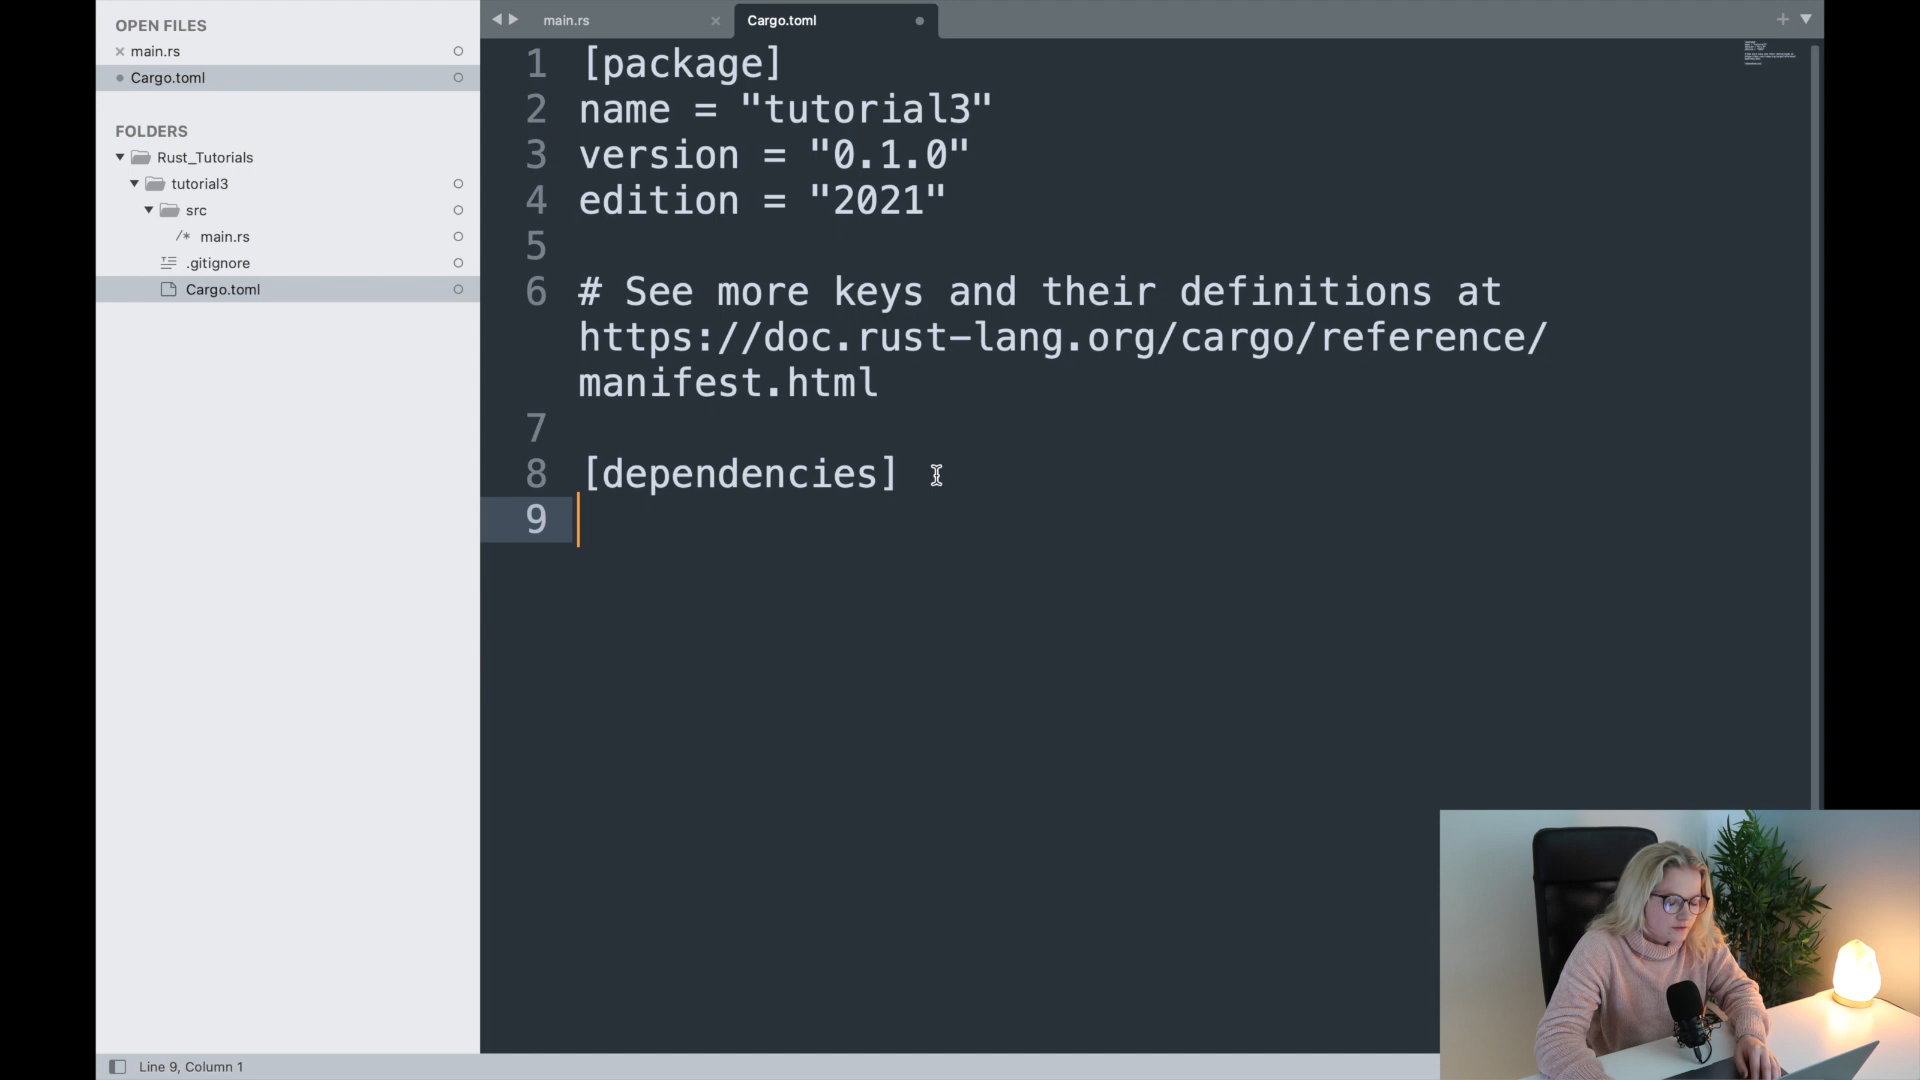 OPEN FILES
main.rs
Cargo.toml
FOLDERS
Rust_Tutorials
tutorial3
src
/* main.rs
.gitignore
Cargo.toml
main.rs
Cargo.toml
1 [package]
2 name = "tutorial3"
3 version = "0.1.0"
4 edition = "2021"
5
6 # See more keys and their definitions at
https://doc.rust-lang.org/cargo/reference/
manifest.html
7
8 [dependencies]
9
Line 9, Column 1